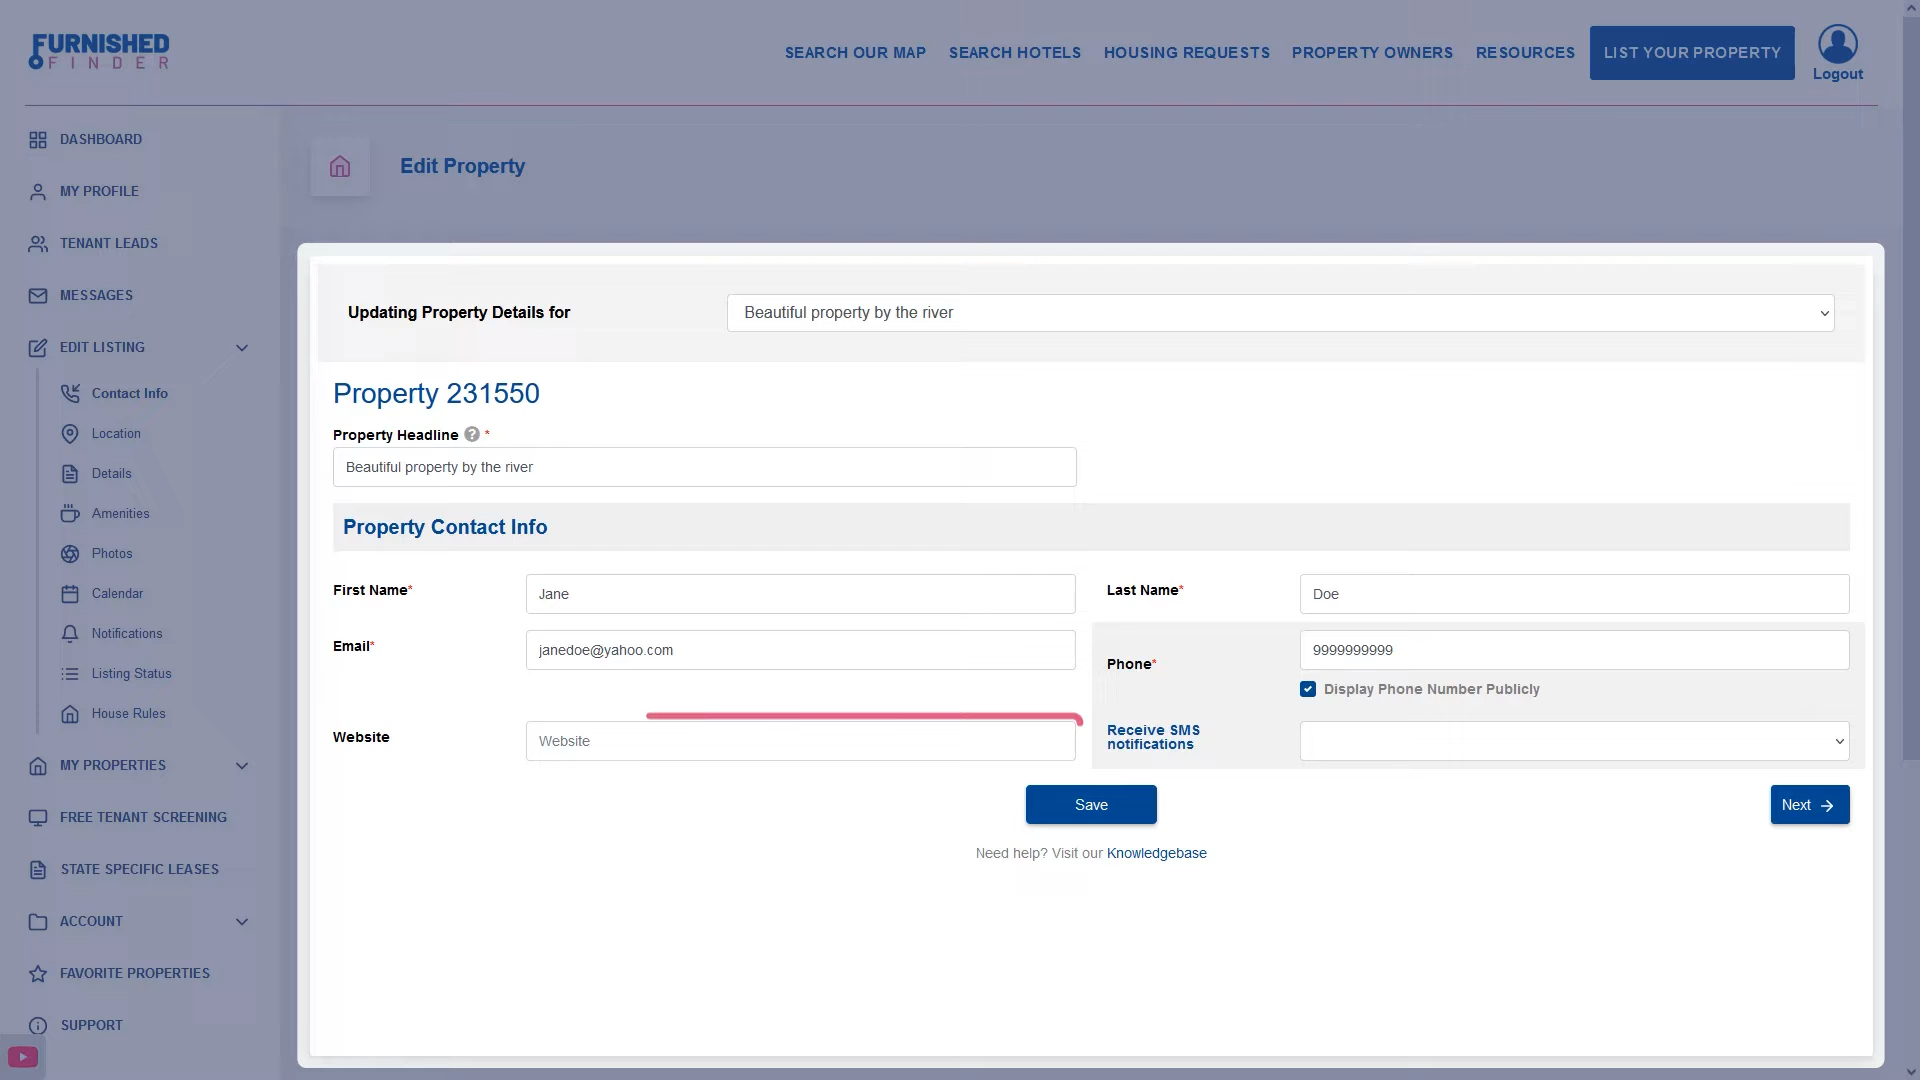 FURNISHED
FINDER
SEARCH OUR MAP
SEARCH HOTELS
HOUSING REQUESTS
PROPERTY OWNERS
RESOURCES
LIST YOUR PROPERTY
Logout
DASHBOARD
MY PROFILE
TENANT LEADS
MESSAGES
EDIT LISTING
Contact Info
Location
Details
Amenities
Photos
Calendar
Notifications
Listing Status
House Rules
MY PROPERTIES
FREE TENANT SCREENING
STATE SPECIFIC LEASES
ACCOUNT
FAVORITE PROPERTIES
SUPPORT
Edit Property
Updating Property Details for
Beautiful property by the river
Property 231550
Property Headline ? *
Beautiful property by the river
Property Contact Info
First Name*
Jane
Last Name*
Doe
Email*
janedoe@yahoo.com
Phone*
9999999999
Display Phone Number Publicly
Website
Website
Receive SMS
notifications
Save
Next
Need help? Visit our Knowledgebase